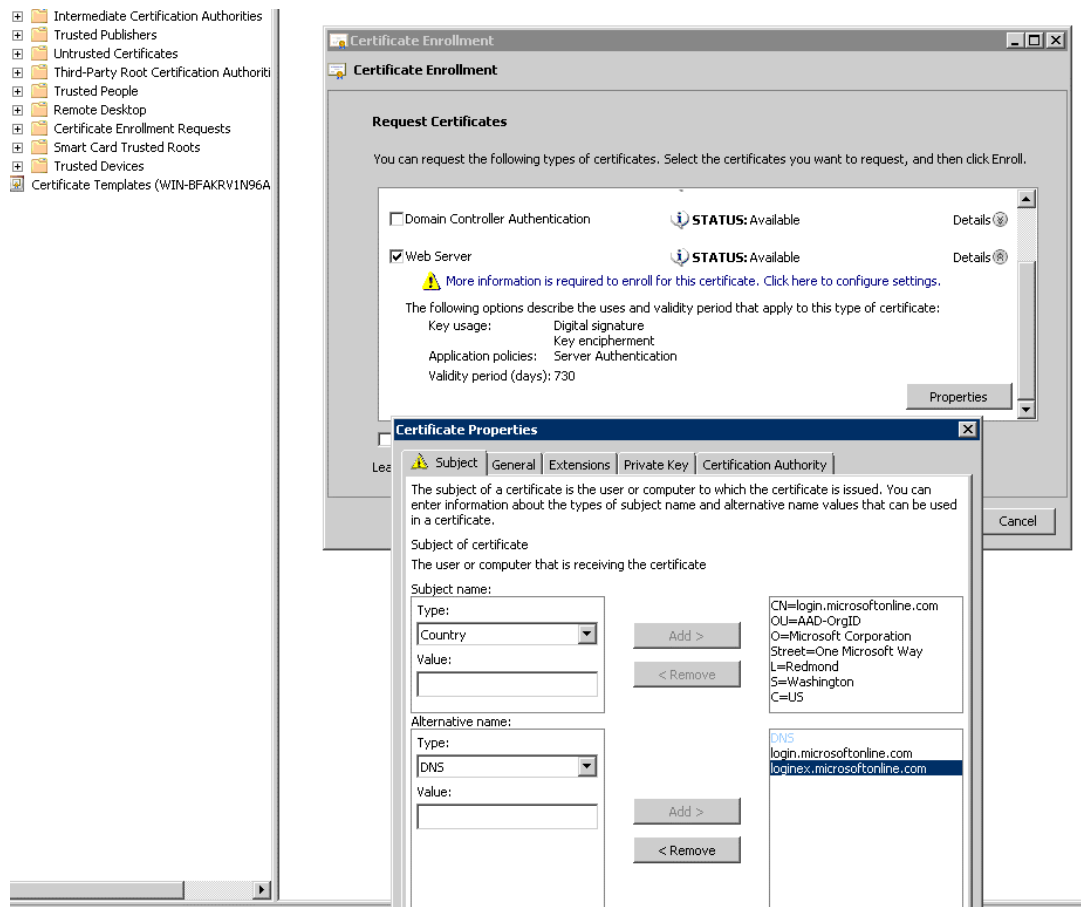 Intermediate Certification Authorities
Trusted Publishers
Untrusted Certificates
Third-Party Root Certification Authoriti
Trusted People
Remote Desktop
Certificate Enrollment Requests
Smart Card Trusted Roots
Trusted Devices
Certificate Templates (WIN-BFAKRV1N96A
Certificate Enrollment
Certificate Enrollment
Request Certificates
You can request the following types of certificates. Select the certificates you want to request, and then click Enroll.
Domain Controller Authentication STATUS: Available Details
Web Server STATUS: Available Details
More information is required to enroll for this certificate. Click here to configure settings.
The following options describe the uses and validity period that apply to this type of certificate:
Key usage: Digital signature
Key encipherment
Application policies: Server Authentication
Validity period (days): 730
Properties
Lea
Cancel
Certificate Properties
Subject General Extensions Private Key Certification Authority
The subject of a certificate is the user or computer to which the certificate is issued. You can
enter information about the types of subject name and alternative name values that can be used
in a certificate.
Subject of certificate
The user or computer that is receiving the certificate
Subject name:
Type:
Country
Value:
Add >
< Remove
CN=login.microsoftonline.com
OU=AAD-OrgID
O=Microsoft Corporation
Street=One Microsoft Way
L=Redmond
S=Washington
C=US
Alternative name:
Type:
DNS
Value:
Add >
< Remove
DNS
login.microsoftonline.com
loginex.microsoftonline.com